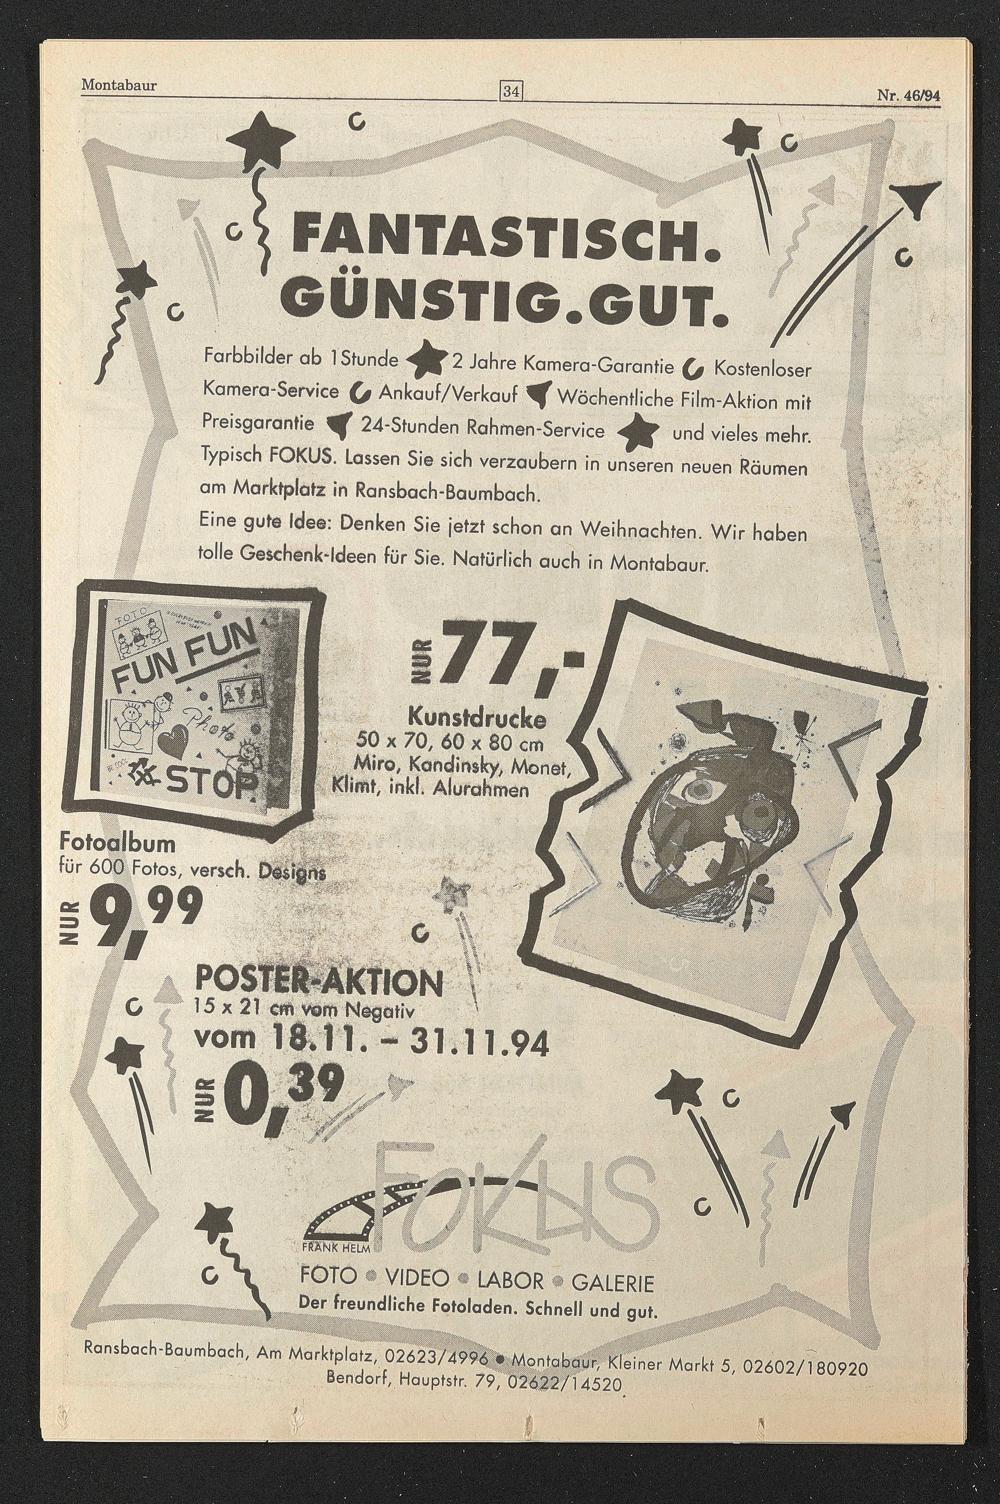 Montabaur
34
Nr. 46/94
FANTASTISCH.
GÜNSTIG.GUT.
Farbbilder ab 1Stunde 2 Jahre Kamera-Garantie Kostenloser
Kamera-Service Ankauf/Verkauf Wöchentliche Film-Aktion mit
Preisgarantie 24-Stunden Rahmen-Service und vieles mehr.
Typisch FOKUS. Lassen Sie sich verzaubern in unseren neuen Räumen
am Marktplatz in Ransbach-Baumbach.
Eine gute Idee: Denken Sie jetzt schon an Weihnachten. Wir haben
tolle Geschenk-Ideen für Sie. Natürlich auch in Montabaur.
FOTO
FUN FUN
Photo
STOP
NUR 77,-
Kunstdrucke
50 x 70, 60 x 80 cm
Miro, Kandinsky, Monet,
Klimt, inkl. Alurahmen
Fotoalbum
für 600 Fotos, versch. Designs
NUR 9,99
POSTER-AKTION
15 x 21 cm vom Negativ
vom 18.11. – 31.11.94
NUR 0,39
FOKUS
FRANK HELM
FOTO • VIDEO • LABOR • GALERIE
Der freundliche Fotoladen. Schnell und gut.
Ransbach-Baumbach, Am Marktplatz, 02623/4996 • Montabaur, Kleiner Markt 5, 02602/180920
Bendorf, Hauptstr. 79, 02622/14520